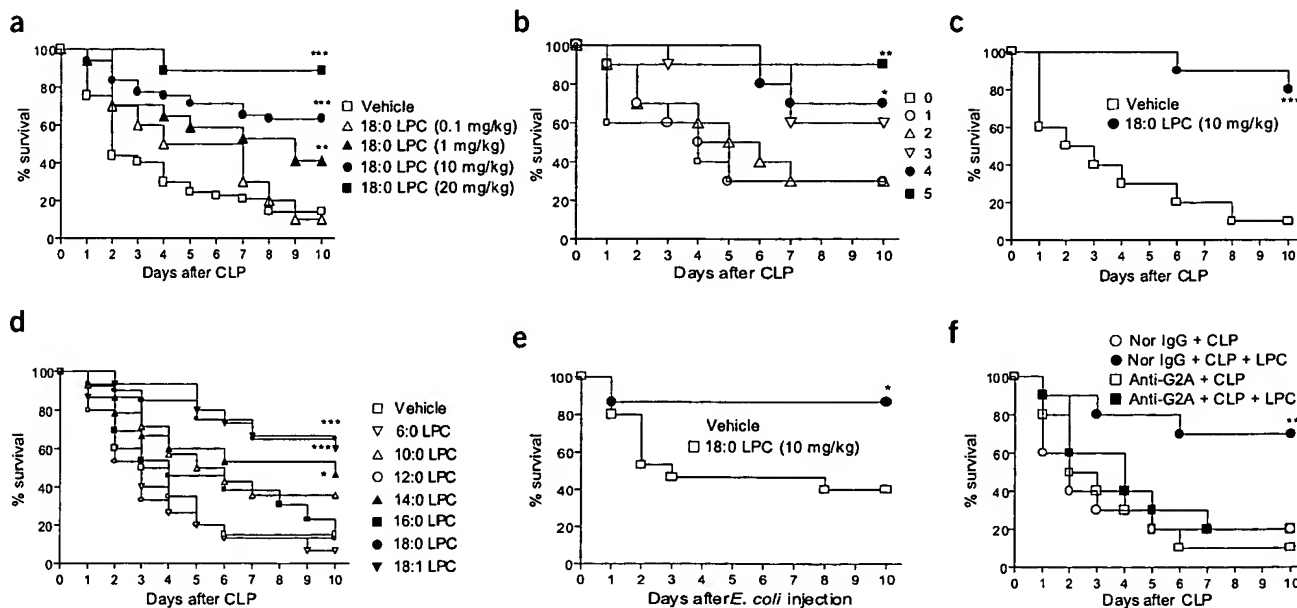 a
% survival
100
80
60
40
20
0
0 1 2 3 4 5 6 7 8 9 10
Days after CLP
***
***
**
Vehicle
18:0 LPC (0.1 mg/kg)
18:0 LPC (1 mg/kg)
18:0 LPC (10 mg/kg)
18:0 LPC (20 mg/kg)
b
% survival
100
80
60
40
20
0
0 1 2 3 4 5 6 7 8 9 10
Days after CLP
**
*
0
1
2
3
4
5
c
% survival
100
80
60
40
20
0
0 1 2 3 4 5 6 7 8 9 10
Days after CLP
***
Vehicle
18:0 LPC (10 mg/kg)
d
% survival
100
80
60
40
20
0
0 1 2 3 4 5 6 7 8 9 10
Days after CLP
***
****
*
Vehicle
6:0 LPC
10:0 LPC
12:0 LPC
14:0 LPC
16:0 LPC
18:0 LPC
18:1 LPC
e
% survival
100
80
60
40
20
0
0 1 2 3 4 5 6 7 8 9 10
Days after E. coli injection
*
Vehicle
18:0 LPC (10 mg/kg)
f
Nor IgG + CLP
Nor IgG + CLP + LPC
Anti-G2A + CLP
Anti-G2A + CLP + LPC
% survival
100
80
60
40
20
0
0 1 2 3 4 5 6 7 8 9 10
Days after CLP
**